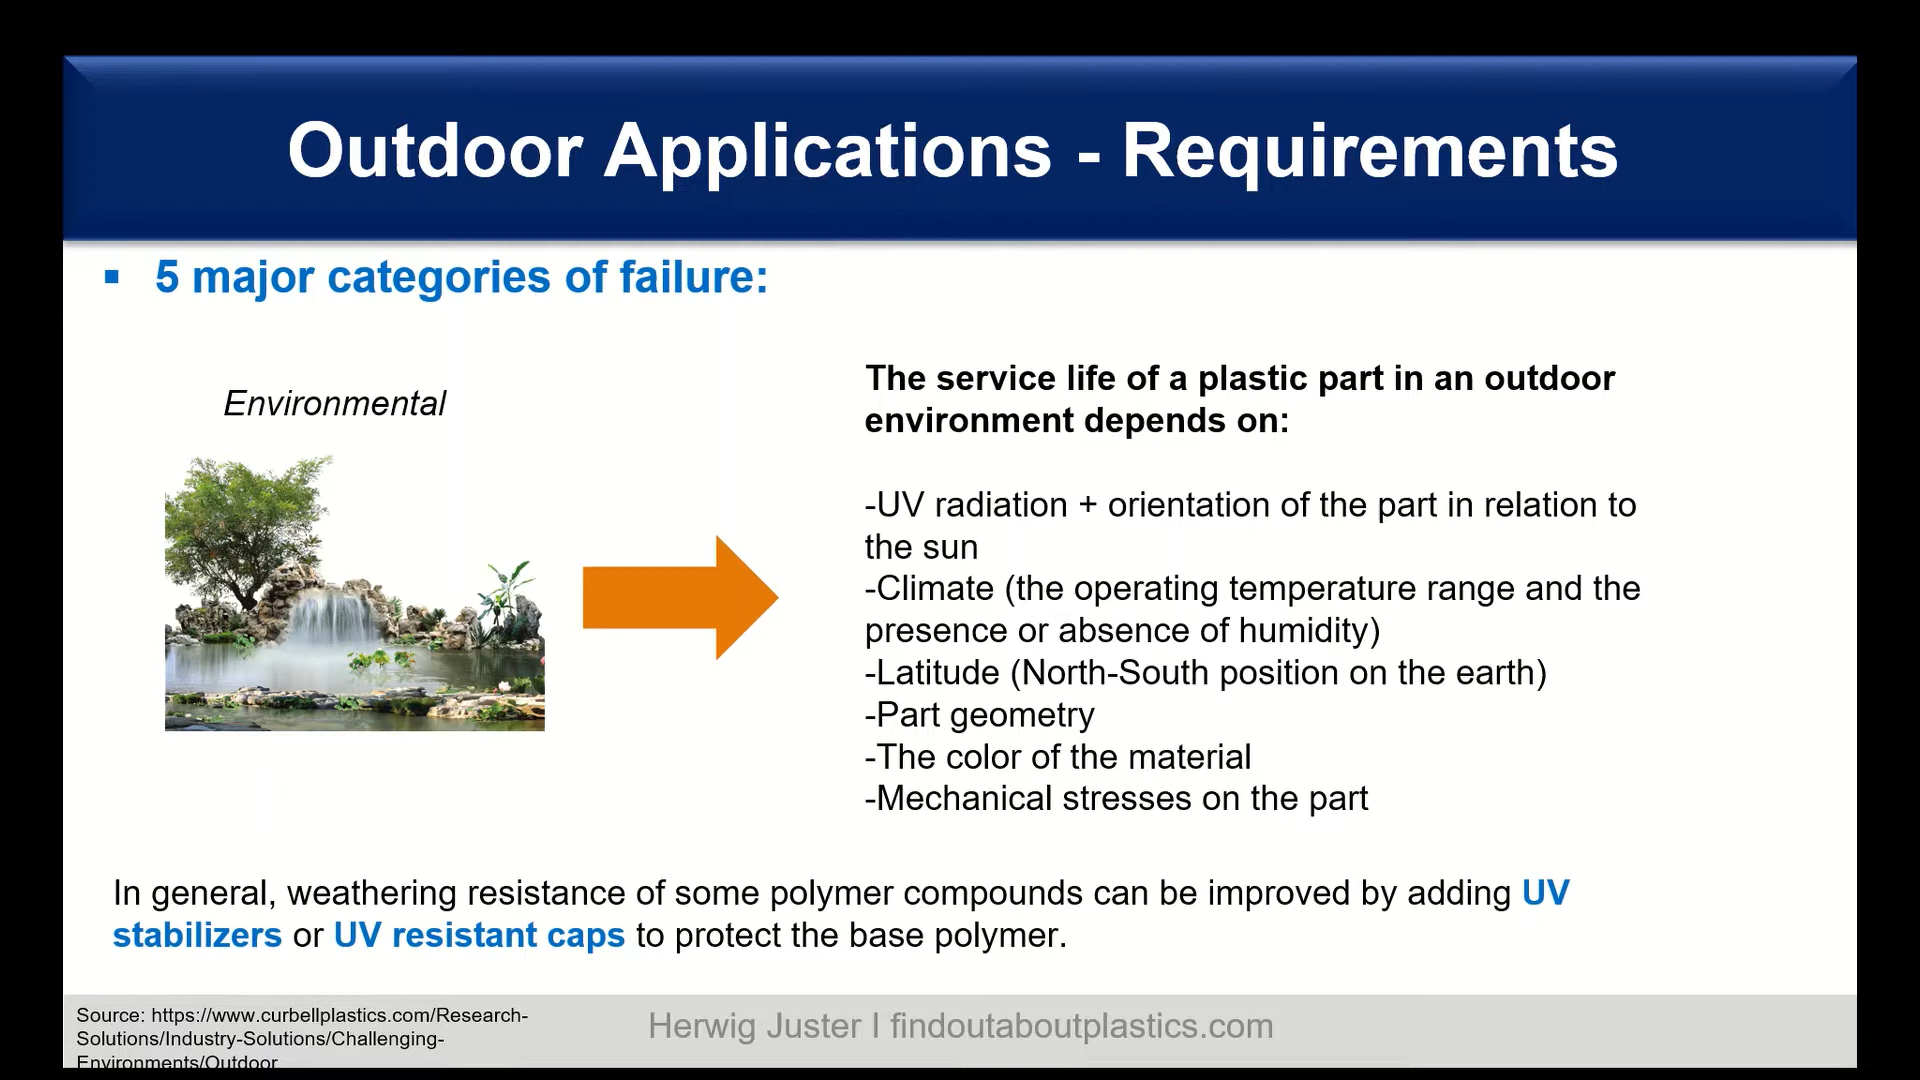 Outdoor Applications - Requirements
▪ 5 major categories of failure:
Environmental
The service life of a plastic part in an outdoor
environment depends on:
-UV radiation + orientation of the part in relation to
the sun
-Climate (the operating temperature range and the
presence or absence of humidity)
-Latitude (North-South position on the earth)
-Part geometry
-The color of the material
-Mechanical stresses on the part
In general, weathering resistance of some polymer compounds can be improved by adding UV
stabilizers or UV resistant caps to protect the base polymer.
Source: https://www.curbellplastics.com/Research-
Solutions/Industry-Solutions/Challenging-
Environments/Outdoor
Herwig Juster I findoutaboutplastics.com